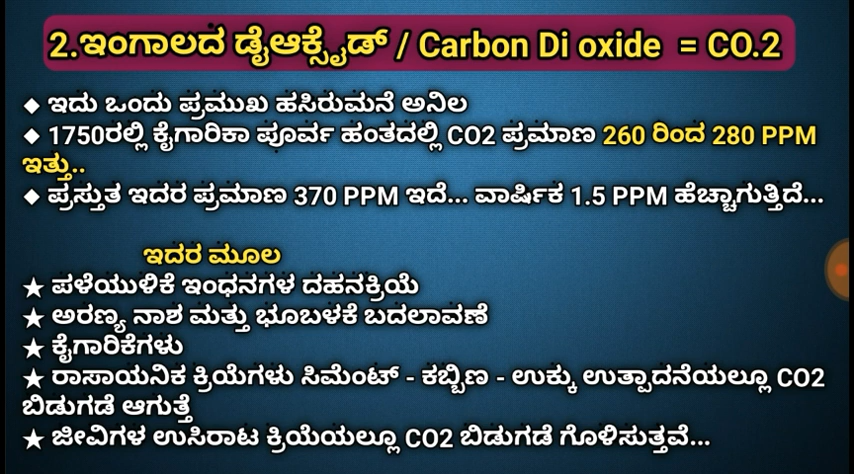 2.ಇಂಗಾಲದ ಡೈಆಕ್ಸೈಡ್ / Carbon Di oxide = CO.2
◆ ಇದು ಒಂದು ಪ್ರಮುಖ ಹಸಿರುಮನೆ ಅನಿಲ
◆ 1750ರಲ್ಲಿ ಕೈಗಾರಿಕಾ ಪೂರ್ವ ಹಂತದಲ್ಲಿ CO2 ಪ್ರಮಾಣ 260 ರಿಂದ 280 PPM
ಇತ್ತು..
◆ ಪ್ರಸ್ತುತ ಇದರ ಪ್ರಮಾಣ 370 PPM ಇದೆ... ವಾರ್ಷಿಕ 1.5 PPM ಹೆಚ್ಚಾಗುತ್ತಿದೆ...
ಇದರ ಮೂಲ
★ ಪಳೆಯುಳಿಕೆ ಇಂಧನಗಳ ದಹನಕ್ರಿಯೆ
★ ಅರಣ್ಯ ನಾಶ ಮತ್ತು ಭೂಬಳಕೆ ಬದಲಾವಣೆ
★ ಕೈಗಾರಿಕೆಗಳು
★ ರಾಸಾಯನಿಕ ಕ್ರಿಯೆಗಳು ಸಿಮೆಂಟ್ - ಕಬ್ಬಿಣ - ಉಕ್ಕು ಉತ್ಪಾದನೆಯಲ್ಲೂ CO2
ಬಿಡುಗಡೆ ಆಗುತ್ತೆ
★ ಜೀವಿಗಳ ಉಸಿರಾಟ ಕ್ರಿಯೆಯಲ್ಲೂ CO2 ಬಿಡುಗಡೆ ಗೊಳಿಸುತ್ತವೆ...